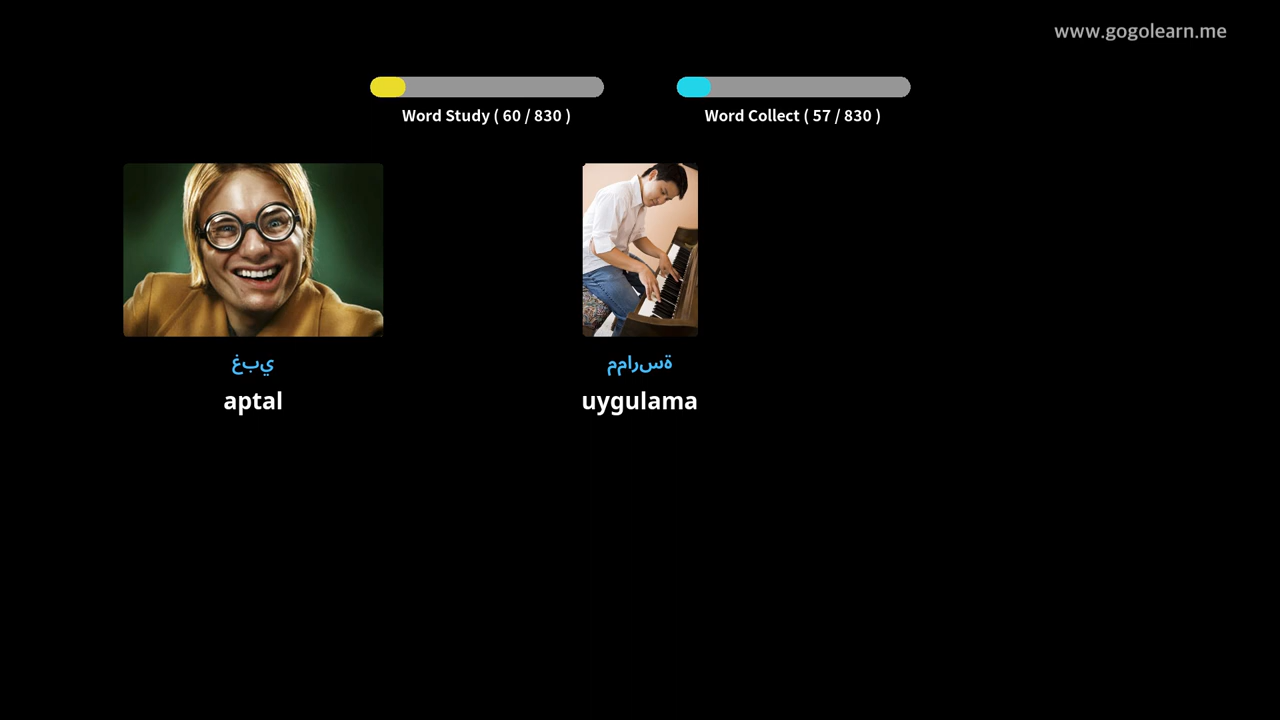 www.gogolearn.me
Word Study ( 60 / 830 )
Word Collect ( 57 / 830 )
غبي
ممارسة
aptal
uygulama